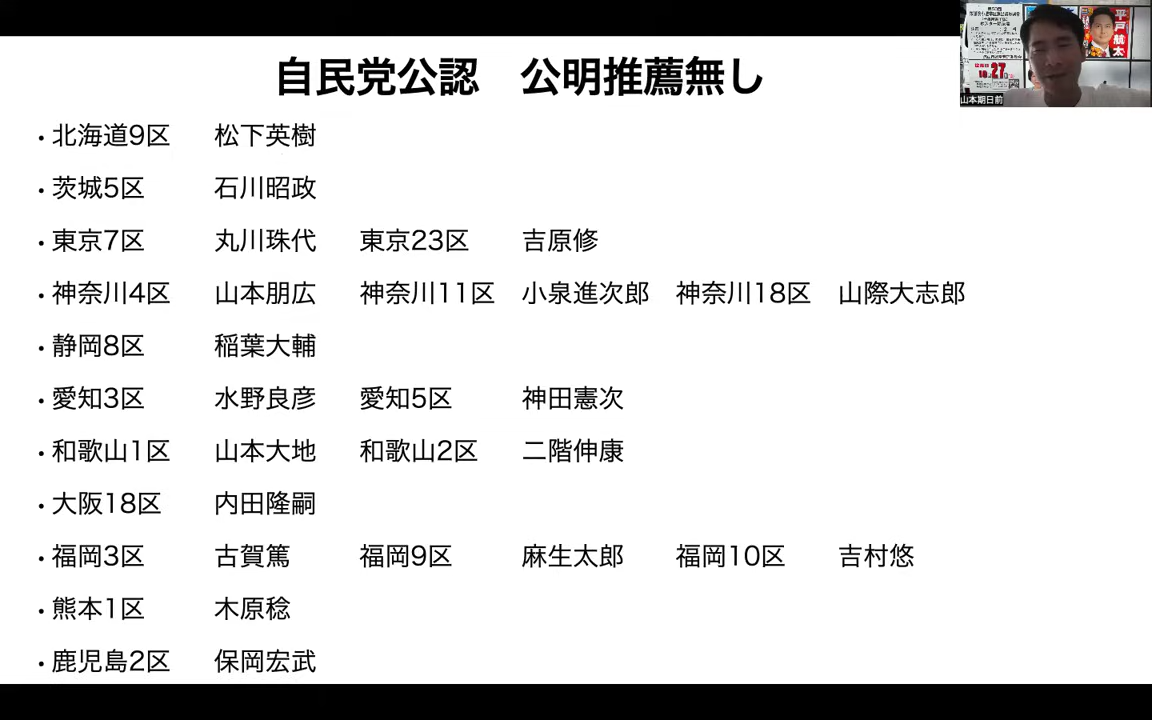 自民党公認　公明推薦無し
・北海道9区　松下英樹
・茨城5区　石川昭政
・東京7区　丸川珠代　東京23区　吉原修
・神奈川4区　山本朋広　神奈川11区　小泉進次郎　神奈川18区　山際大志郎
・静岡8区　稲葉大輔
・愛知3区　水野良彦　愛知5区　神田憲次
・和歌山1区　山本大地　和歌山2区　二階伸康
・大阪18区　内田隆嗣
・福岡3区　古賀篤　福岡9区　麻生太郎　福岡10区　吉村悠
・熊本1区　木原稔
・鹿児島2区　保岡宏武
平戸航太
10.27
山本期日前